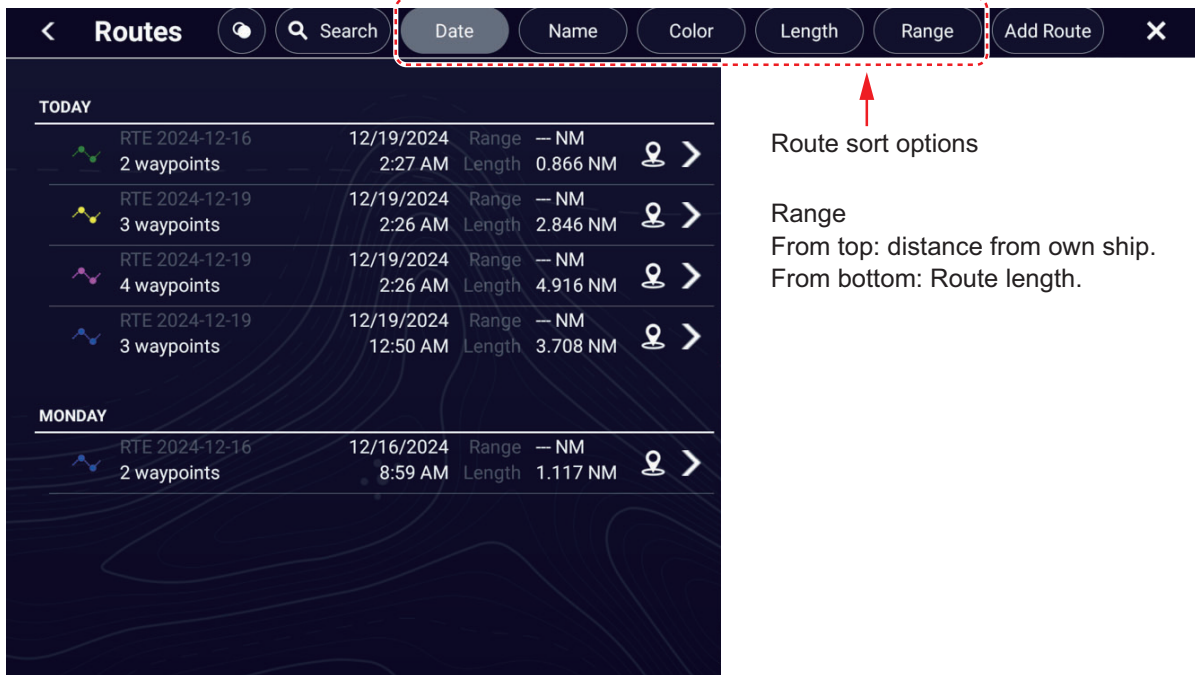 Routes Search Date Name Color Length Range Add Route
TODAY
RTE 2024-12-16 12/19/2024 Range --- NM
2 waypoints 2:27 AM Length 0.866 NM
RTE 2024-12-19 12/19/2024 Range --- NM
3 waypoints 2:26 AM Length 2.846 NM
RTE 2024-12-19 12/19/2024 Range --- NM
4 waypoints 2:26 AM Length 4.916 NM
RTE 2024-12-19 12/19/2024 Range --- NM
3 waypoints 12:50 AM Length 3.708 NM
MONDAY
RTE 2024-12-16 12/16/2024 Range --- NM
2 waypoints 8:59 AM Length 1.117 NM
Route sort options
Range
From top: distance from own ship.
From bottom: Route length.